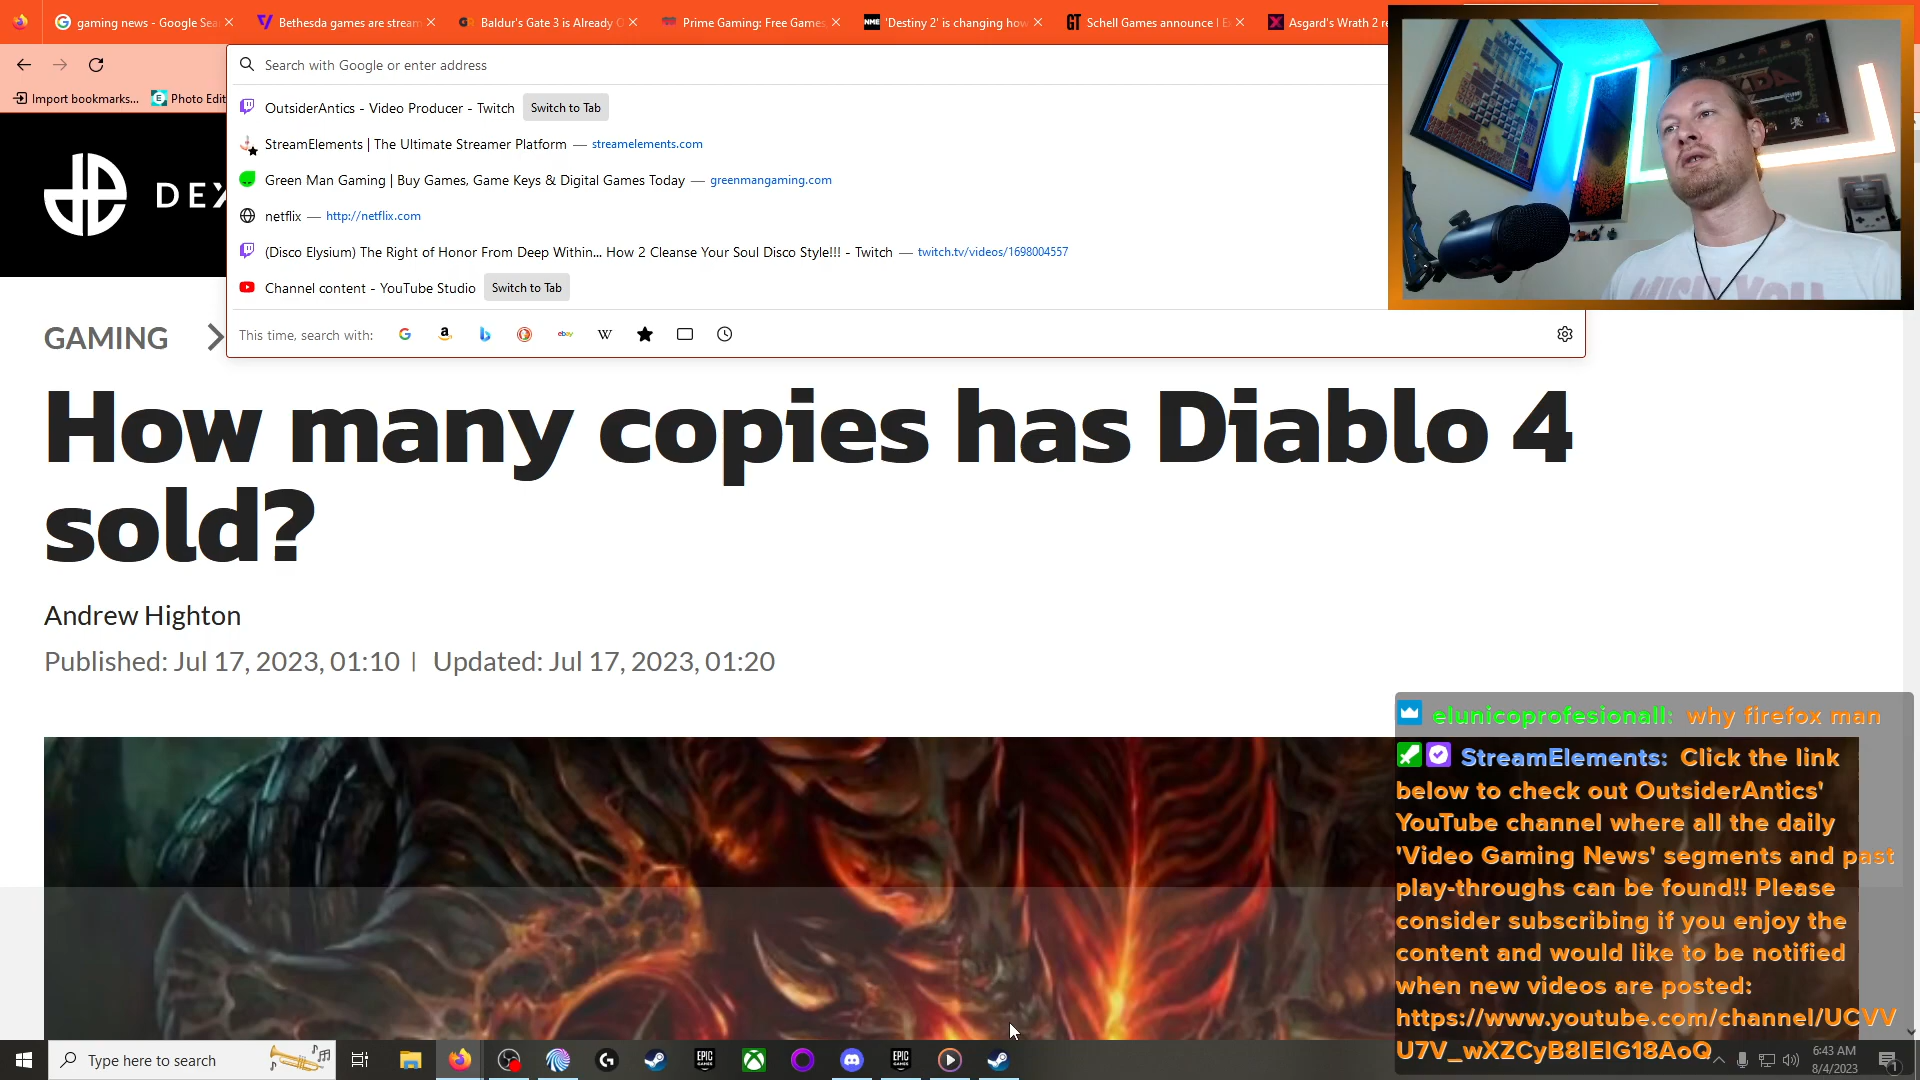 gaming news - Google Sea
Bethesda games are stream
Baldur's Gate 3 is Already O
Prime Gaming: Free Games
NME
'Destiny 2' is changing how
GT
Schell Games announce I E
Asgard's Wrath 2 re
Search with Google or enter address
Import bookmarks...
Photo Edit
OutsiderAntics - Video Producer - Twitch Switch to Tab
StreamElements | The Ultimate Streamer Platform — streamelements.com
Green Man Gaming | Buy Games, Game Keys & Digital Games Today — greenmangaming.com
netflix — http://netflix.com
(Disco Elysium) The Right of Honor From Deep Within... How 2 Cleanse Your Soul Disco Style!!! - Twitch — twitch.tv/videos/1698004557
Channel content - YouTube Studio Switch to Tab
This time, search with:
DEX
GAMING
How many copies has Diablo 4
sold?
Andrew Highton
Published: Jul 17, 2023, 01:10 | Updated: Jul 17, 2023, 01:20
elunicoprofesionall: why firefox man
StreamElements: Click the link
below to check out OutsiderAntics'
YouTube channel where all the daily
'Video Gaming News' segments and past
play-throughs can be found!! Please
consider subscribing if you enjoy the
content and would like to be notified
when new videos are posted:
https://www.youtube.com/channel/UCVV
U7V_wXZCyB8IEIG18AoQ
Type here to search
EPIC
GAMES
EPIC
GAMES
6:43 AM
8/4/2023
1